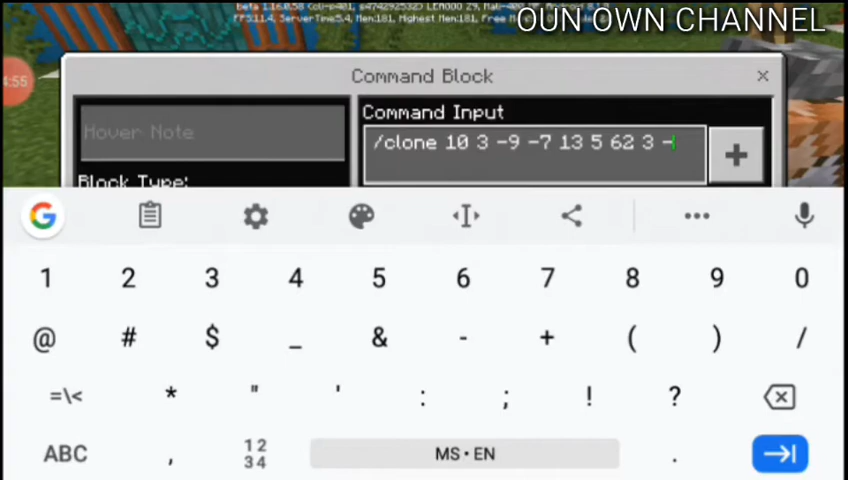 OUN OWN CHANNEL
4:55
Command Block
Hover Note
Command Input
/clone 10 3 -9 -7 13 5 62 3 -
Block Type:
1 2 3 4 5 6 7 8 9 0
@ # $ _ & - + ( ) /
=\< * " ' : ; ! ?
ABC , 12 34 MS • EN .